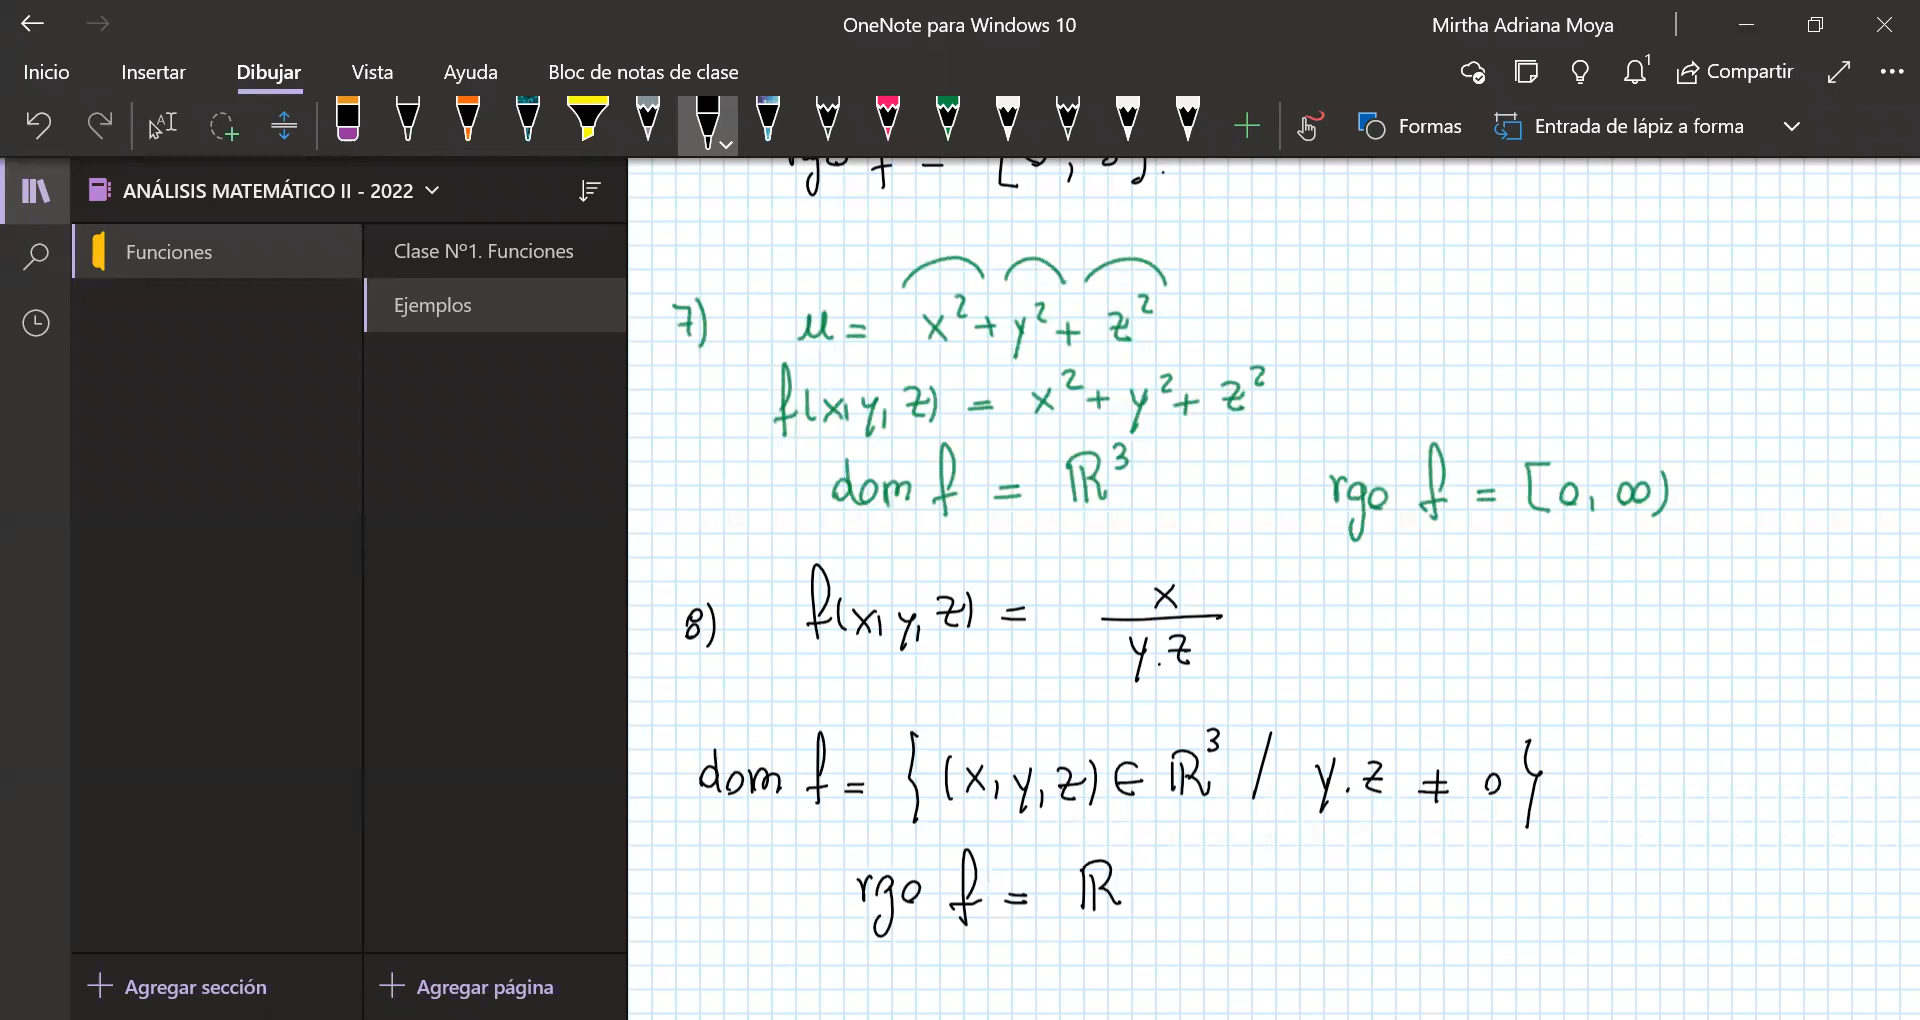 OneNote para Windows 10
Mirtha Adriana Moya
Inicio Insertar Dibujar Vista Ayuda Bloc de notas de clase
1 Compartir
Formas Entrada de lápiz a forma
ANÁLISIS MATEMÁTICO II - 2022
Funciones
Clase Nº1. Funciones
Ejemplos
Agregar sección
Agregar página
rgo f =
7) u = x² + y² + z²
f(x, y, z) = x² + y² + z²
dom f = ℝ³ rgo f = [0, ∞)
8) f(x, y, z) = x / y.z
dom f = { (x, y, z) ∈ ℝ³ / y.z ≠ 0 }
rgo f = ℝ